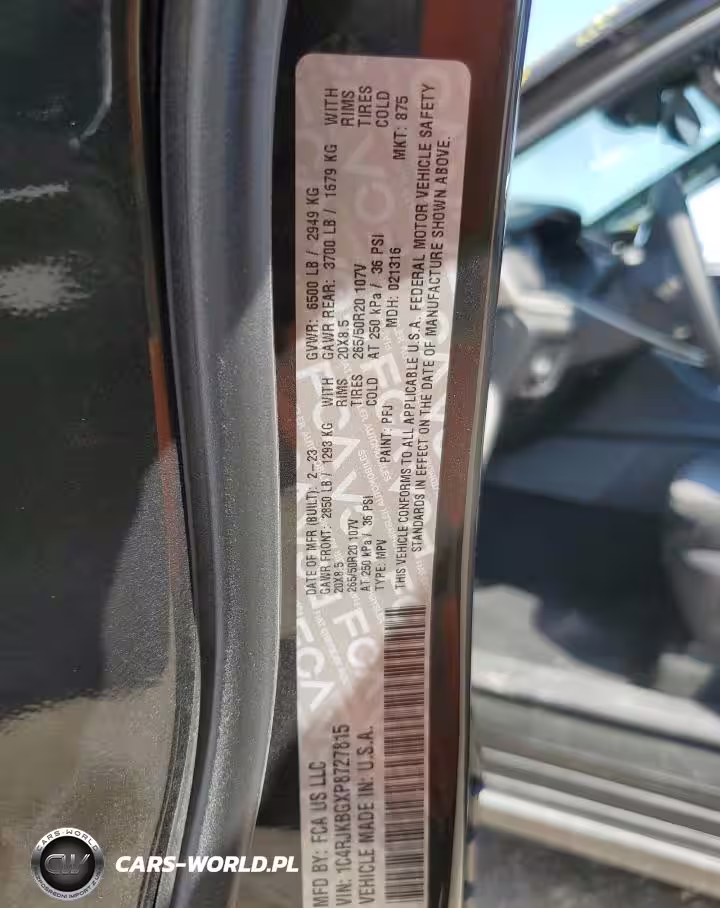 MFD BY: FCA US LLC
DATE OF MFR (BUILT): 2-23
GVWR: 6500 LB / 2949 KG
GAWR FRONT: 2850 LB / 1293 KG WITH
GAWR REAR: 3700 LB / 1679 KG WITH
20X8.5 RIMS
20X8.5 RIMS
265/50R20 107V TIRES
265/50R20 107V TIRES
AT 250 kPa / 36 PSI COLD
AT 250 kPa / 36 PSI COLD
VIN: 1C4RJKBGXP8727815
TYPE: MPV
PAINT: PFJ
MDH: 021316
MKT: 875
VEHICLE MADE IN: U.S.A.
THIS VEHICLE CONFORMS TO ALL APPLICABLE U.S.A. FEDERAL MOTOR VEHICLE SAFETY
STANDARDS IN EFFECT ON THE DATE OF MANUFACTURE SHOWN ABOVE.
FCA
FCA
CW
CARS-WORLD.PL